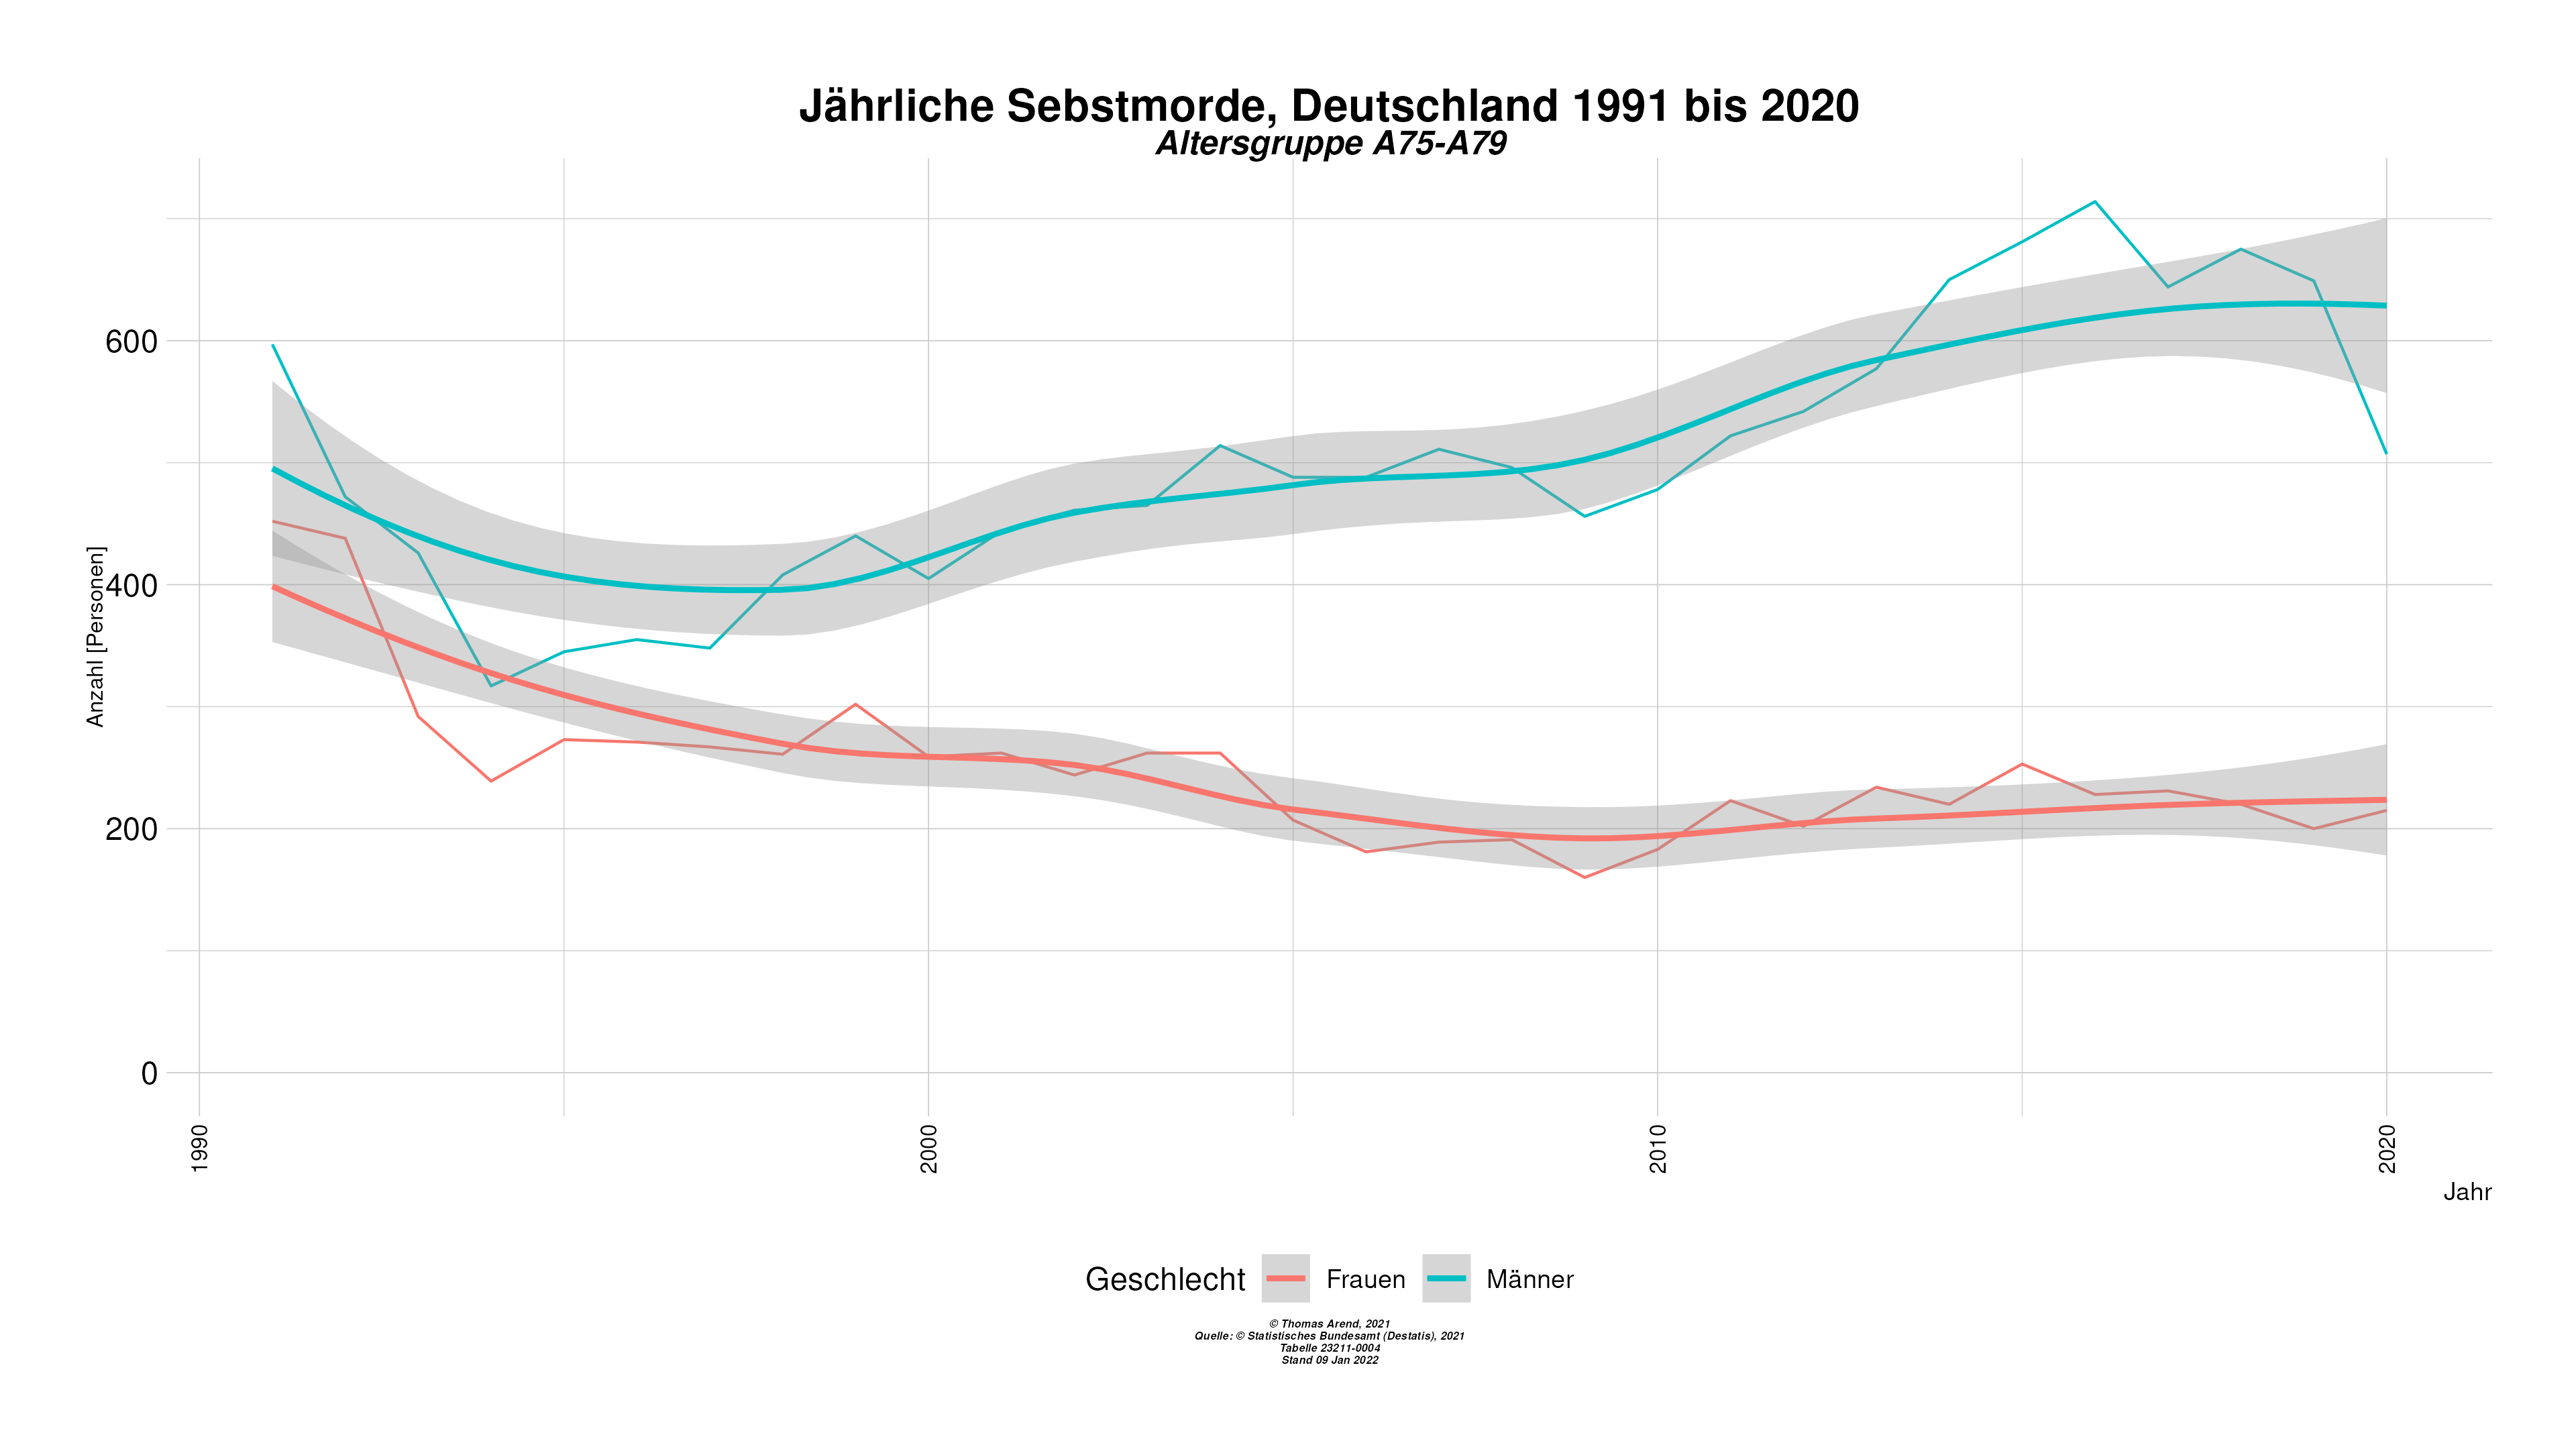 Jährliche Sebstmorde, Deutschland 1991 bis 2020
Altersgruppe A75-A79
Anzahl [Personen]
600
400
200
0
1990
2000
2010
2020
Jahr
Geschlecht Frauen Männer
© Thomas Arend, 2021
Quelle: © Statistisches Bundesamt (Destatis), 2021
Tabelle 23211-0004
Stand 09 Jan 2022